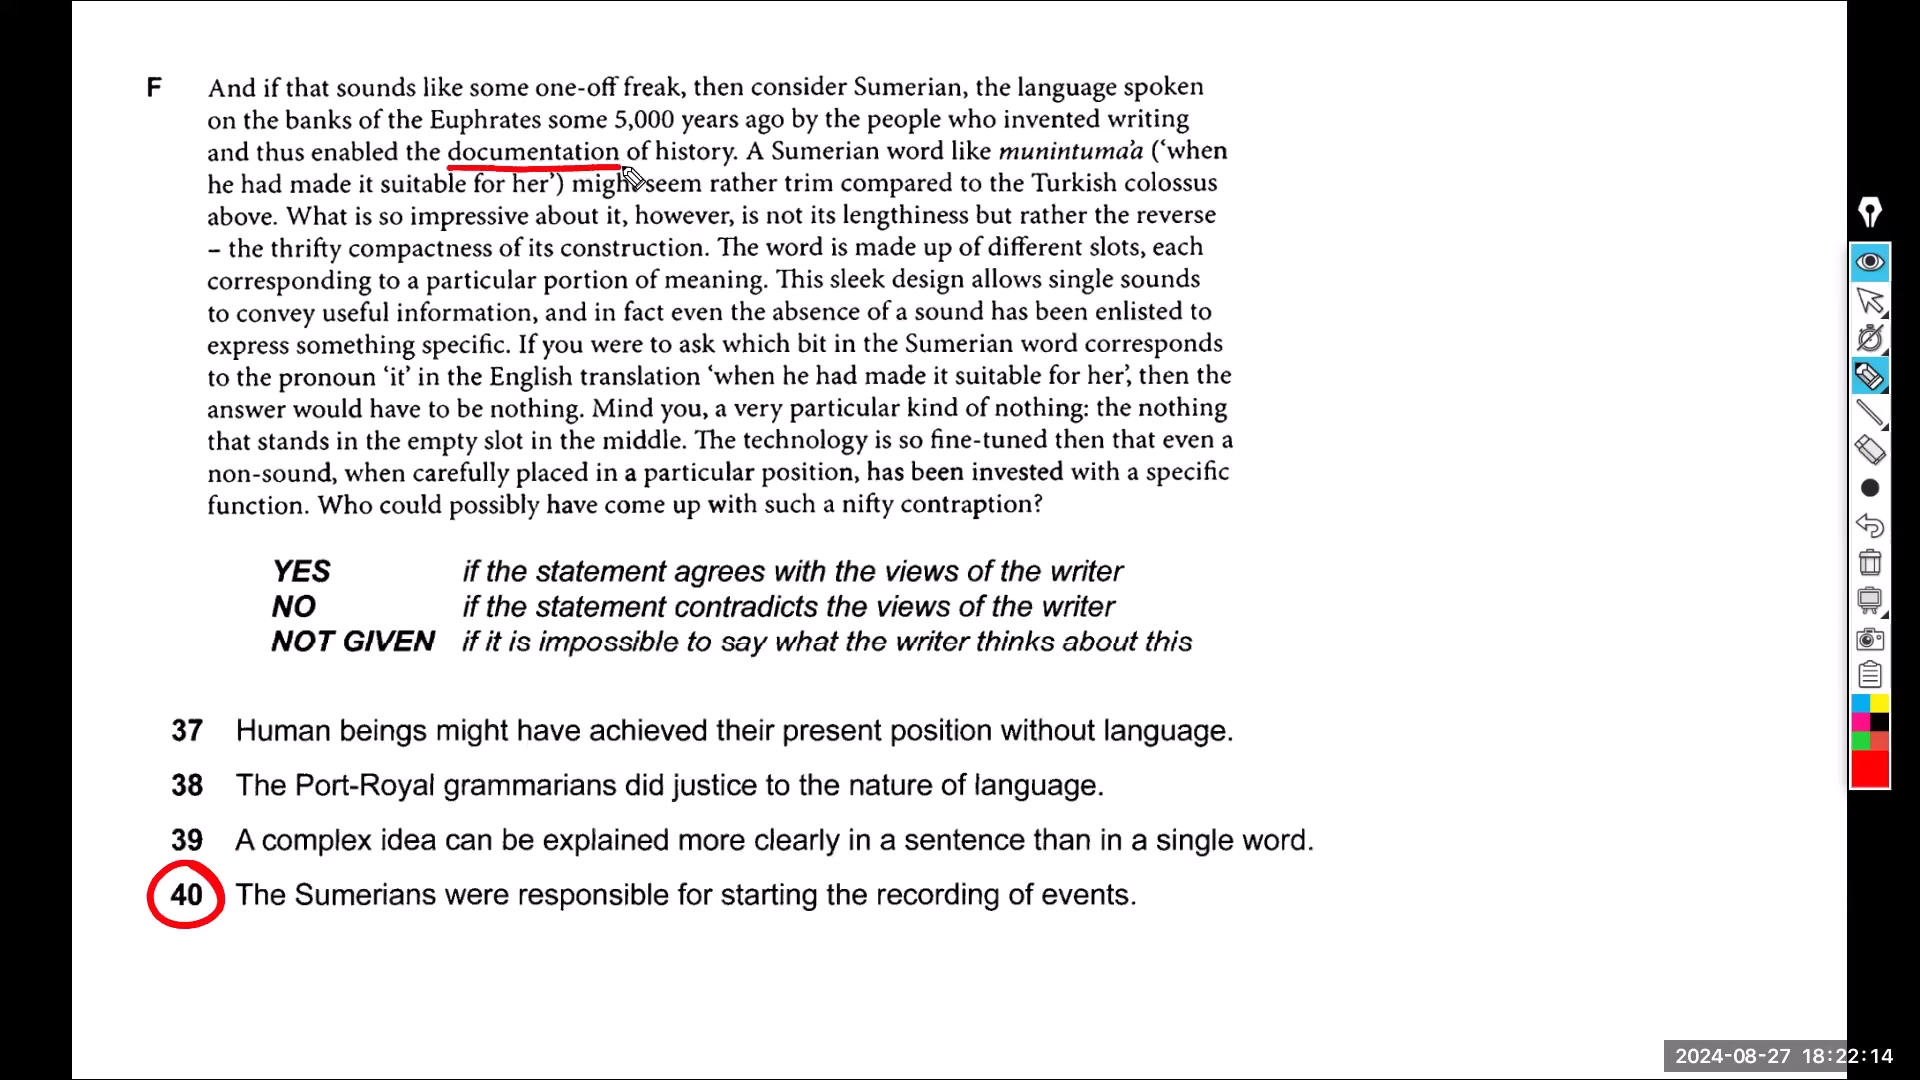 F And if that sounds like some one-off freak, then consider Sumerian, the language spoken
on the banks of the Euphrates some 5,000 years ago by the people who invented writing
and thus enabled the documentation of history. A Sumerian word like munintuma'a (‘when
he had made it suitable for her’) might seem rather trim compared to the Turkish colossus
above. What is so impressive about it, however, is not its lengthiness but rather the reverse
– the thrifty compactness of its construction. The word is made up of different slots, each
corresponding to a particular portion of meaning. This sleek design allows single sounds
to convey useful information, and in fact even the absence of a sound has been enlisted to
express something specific. If you were to ask which bit in the Sumerian word corresponds
to the pronoun ‘it’ in the English translation ‘when he had made it suitable for her’, then the
answer would have to be nothing. Mind you, a very particular kind of nothing: the nothing
that stands in the empty slot in the middle. The technology is so fine-tuned then that even a
non-sound, when carefully placed in a particular position, has been invested with a specific
function. Who could possibly have come up with such a nifty contraption?
YES if the statement agrees with the views of the writer
NO if the statement contradicts the views of the writer
NOT GIVEN if it is impossible to say what the writer thinks about this
37 Human beings might have achieved their present position without language.
38 The Port-Royal grammarians did justice to the nature of language.
39 A complex idea can be explained more clearly in a sentence than in a single word.
40 The Sumerians were responsible for starting the recording of events.
2024-08-27 18:22:14